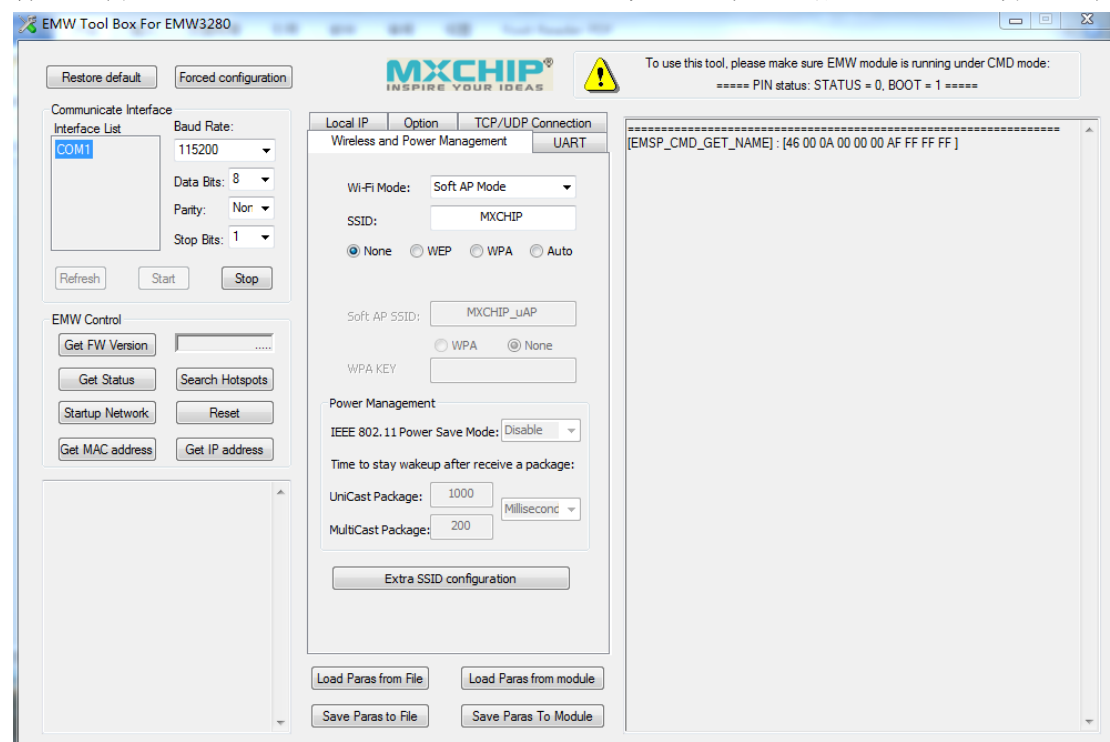 EMW Tool Box For EMW3280
Restore default
Forced configuration
MXCHIP®
INSPIRE YOUR IDEAS
To use this tool, please make sure EMW module is running under CMD mode:
===== PIN status: STATUS = 0, BOOT = 1 =====
Communicate Interface
Interface List
Baud Rate:
COM1
115200
Data Bits: 8
Parity: Nor
Stop Bits: 1
Refresh
Start
Stop
EMW Control
Get FW Version
.....
Get Status
Search Hotspots
Startup Network
Reset
Get MAC address
Get IP address
Local IP
Option
TCP/UDP Connection
Wireless and Power Management
UART
Wi-Fi Mode: Soft AP Mode
SSID: MXCHIP
None WEP WPA Auto
Soft AP SSID: MXCHIP_uAP
WPA None
WPA KEY
Power Management
IEEE 802.11 Power Save Mode: Disable
Time to stay wakeup after receive a package:
UniCast Package: 1000
Millisecond
MultiCast Package: 200
Extra SSID configuration
Load Paras from File
Load Paras from module
Save Paras to File
Save Paras To Module
=================================================================
[EMSP_CMD_GET_NAME] : [46 00 0A 00 00 00 AF FF FF FF ]